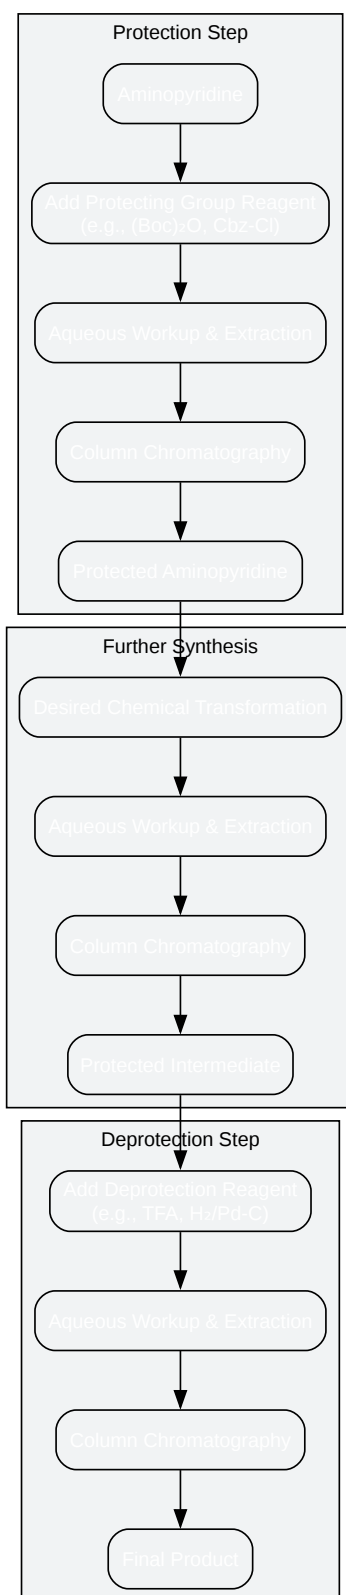 Protection Step
Aminopyridine
Add Protecting Group Reagent
(e.g., (Boc)₂O, Cbz-Cl)
Aqueous Workup & Extraction
Column Chromatography
Protected Aminopyridine
Further Synthesis
Desired Chemical Transformation
Aqueous Workup & Extraction
Column Chromatography
Protected Intermediate
Deprotection Step
Add Deprotection Reagent
(e.g., TFA, H₂/Pd-C)
Aqueous Workup & Extraction
Column Chromatography
Final Product